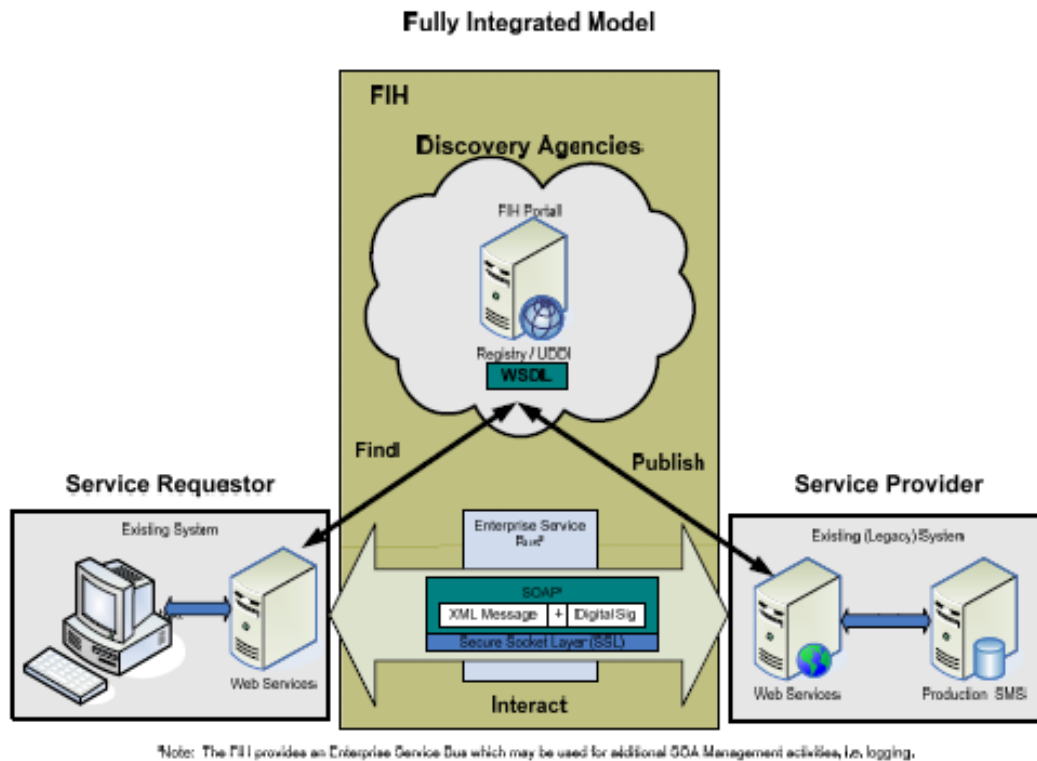 Fully Integrated Model
FIH
Discovery Agencies
FIH Portal
Registry / UDDI
WSDL
Find
Publish
Service Requestor
Existing System
Web Services
Service Provider
Existing (Legacy) System
Web Services
Production SMS
Enterprise Service
Bus*
SOAP*
XML Message + Digital Sig
Secure Socket Layer (SSL)
Interact
*Note: The FIH provides an Enterprise Service Bus which may be used for additional SOA Management activities, i.e. logging.